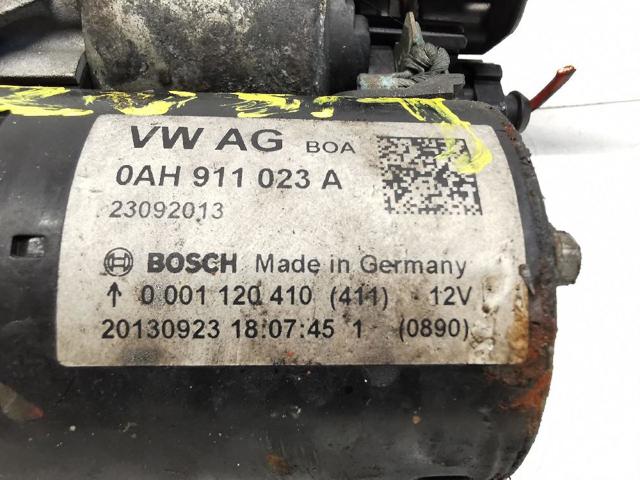 VW AG BOA
0AH 911 023 A
23092013
BOSCH Made in Germany
↑ 0 001 120 410 (411) 12V
20130923 18:07:45 1 (0890)